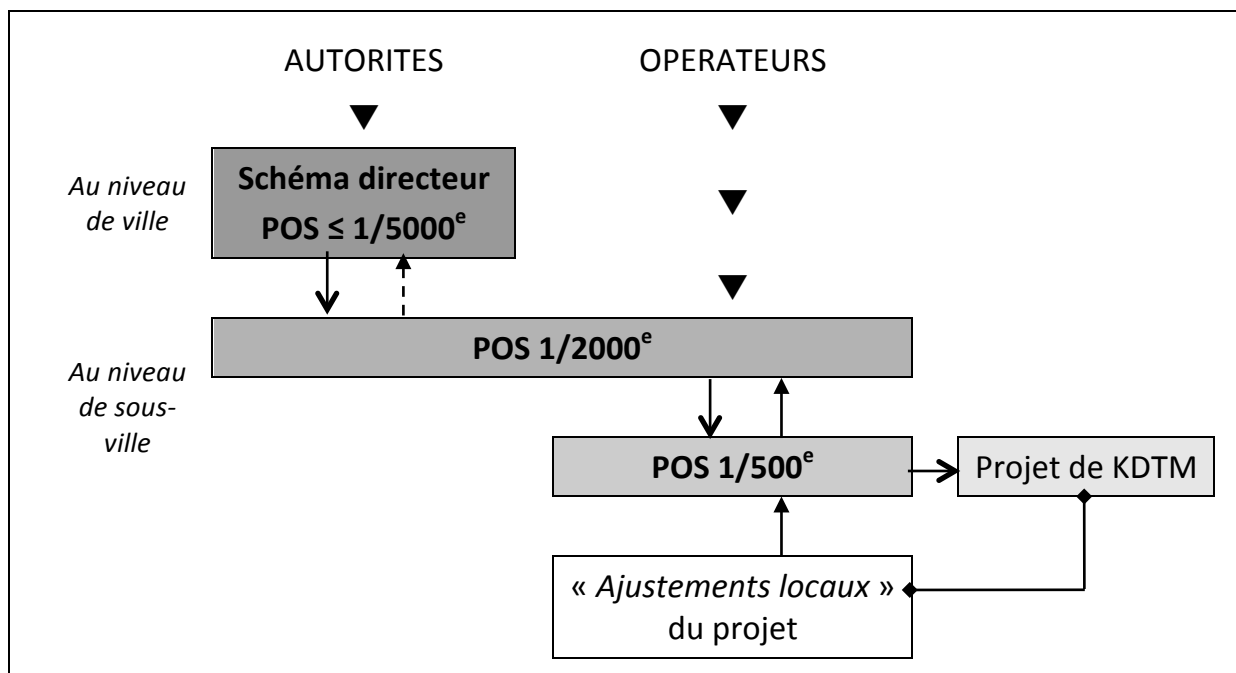 AUTORITES
OPERATEURS
Au niveau
de ville
Schéma directeur
POS ≤ 1/5000e
POS 1/2000e
Au niveau
de sous-
ville
POS 1/500e
Projet de KDTM
« Ajustements locaux »
du projet